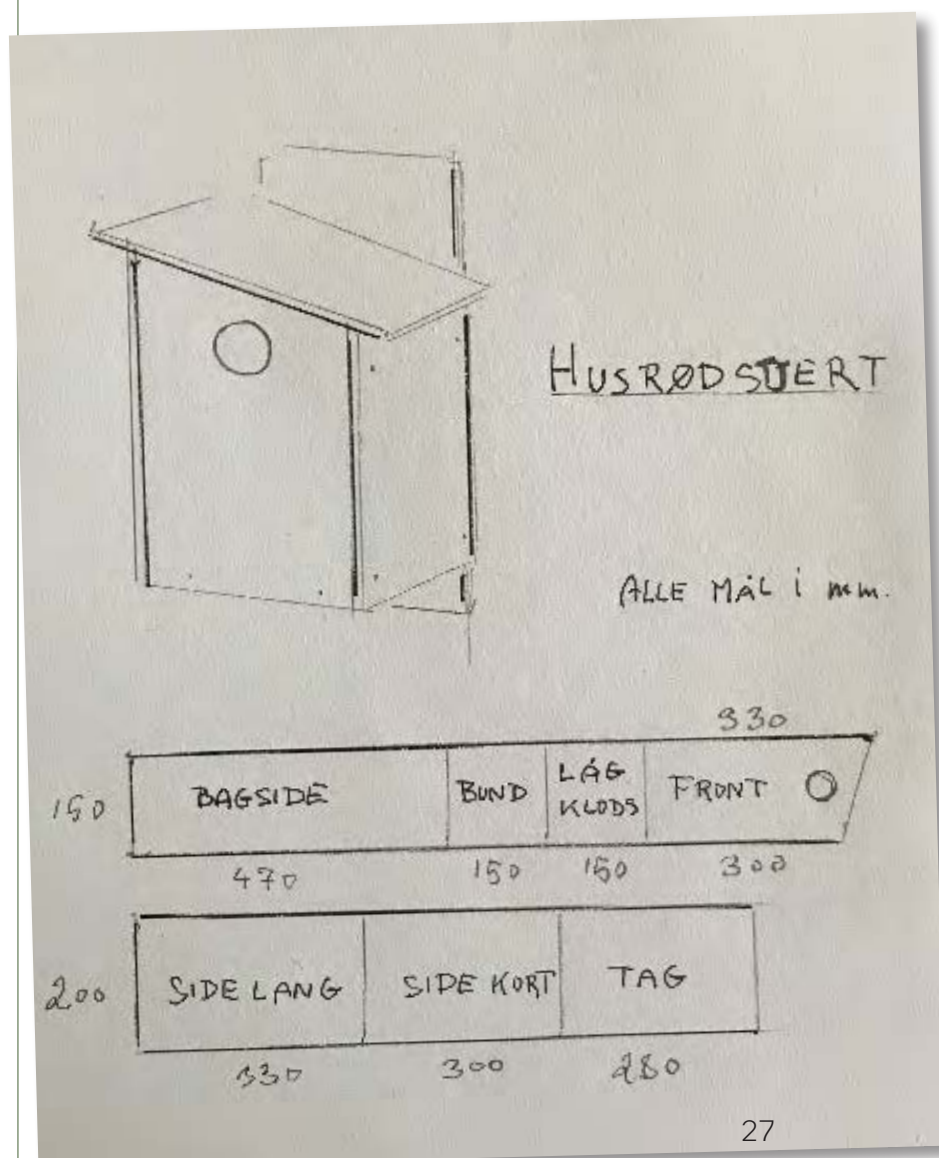 HUSRØDSTJERT
ALLE MÅL i mm.
330
150
BAGSIDE
BUND
LÅG
KLODS
FRONT
470
150
150
300
200
SIDE LANG
SIDE KORT
TAG
330
300
280
27